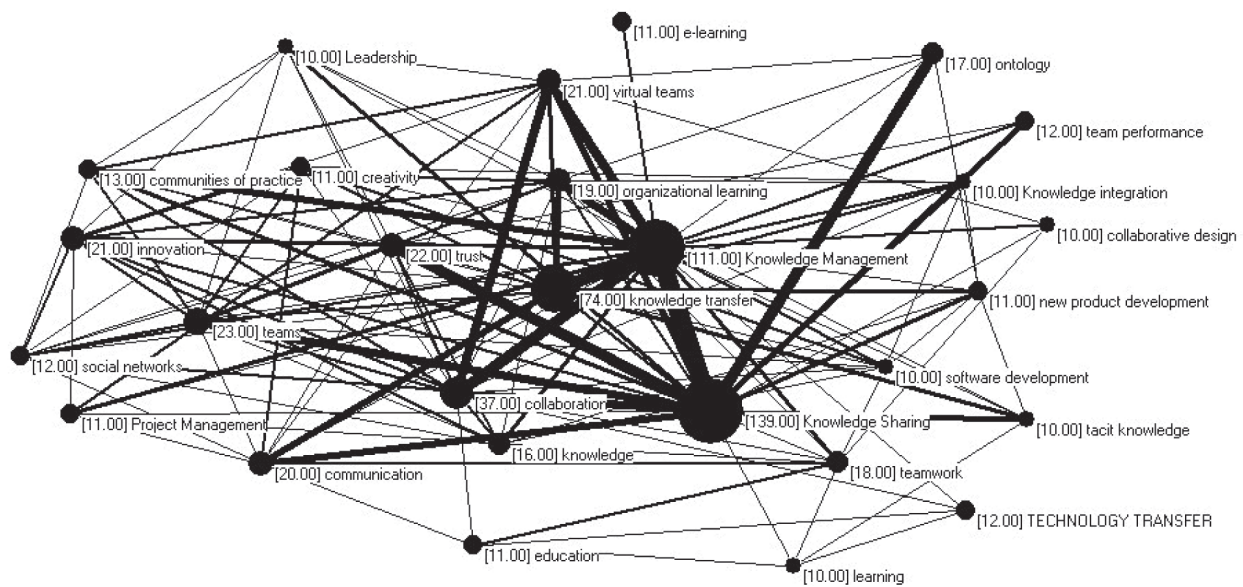 [11.00] e-learning
[10.00] Leadership
[17.00] ontology
[21.00] virtual teams
[12.00] team performance
[13.00] communities of practice
[11.00] creativity
[19.00] organizational learning
[10.00] Knowledge integration
[10.00] collaborative design
[21.00] innovation
[22.00] trust
[111.00] Knowledge Management
[74.00] knowledge transfer
[11.00] new product development
[23.00] teams
[12.00] social networks
[10.00] software development
[37.00] collaboration
[11.00] Project Management
[139.00] Knowledge Sharing
[10.00] tacit knowledge
[16.00] knowledge
[20.00] communication
[18.00] teamwork
[12.00] TECHNOLOGY TRANSFER
[11.00] education
[10.00] learning